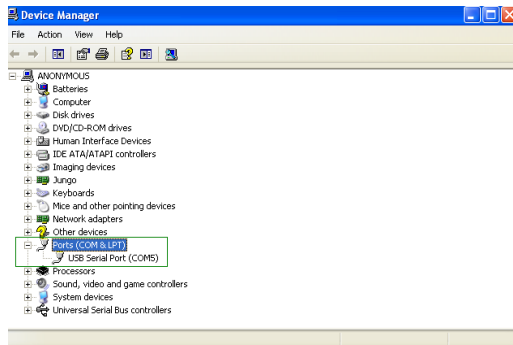 Device Manager
File Action View Help
ANONYMOUS
Batteries
Computer
Disk drives
DVD/CD-ROM drives
Human Interface Devices
IDE ATA/ATAPI controllers
Imaging devices
Jungo
Keyboards
Mice and other pointing devices
Network adapters
Other devices
Ports (COM & LPT)
USB Serial Port (COM5)
Processors
Sound, video and game controllers
System devices
Universal Serial Bus controllers